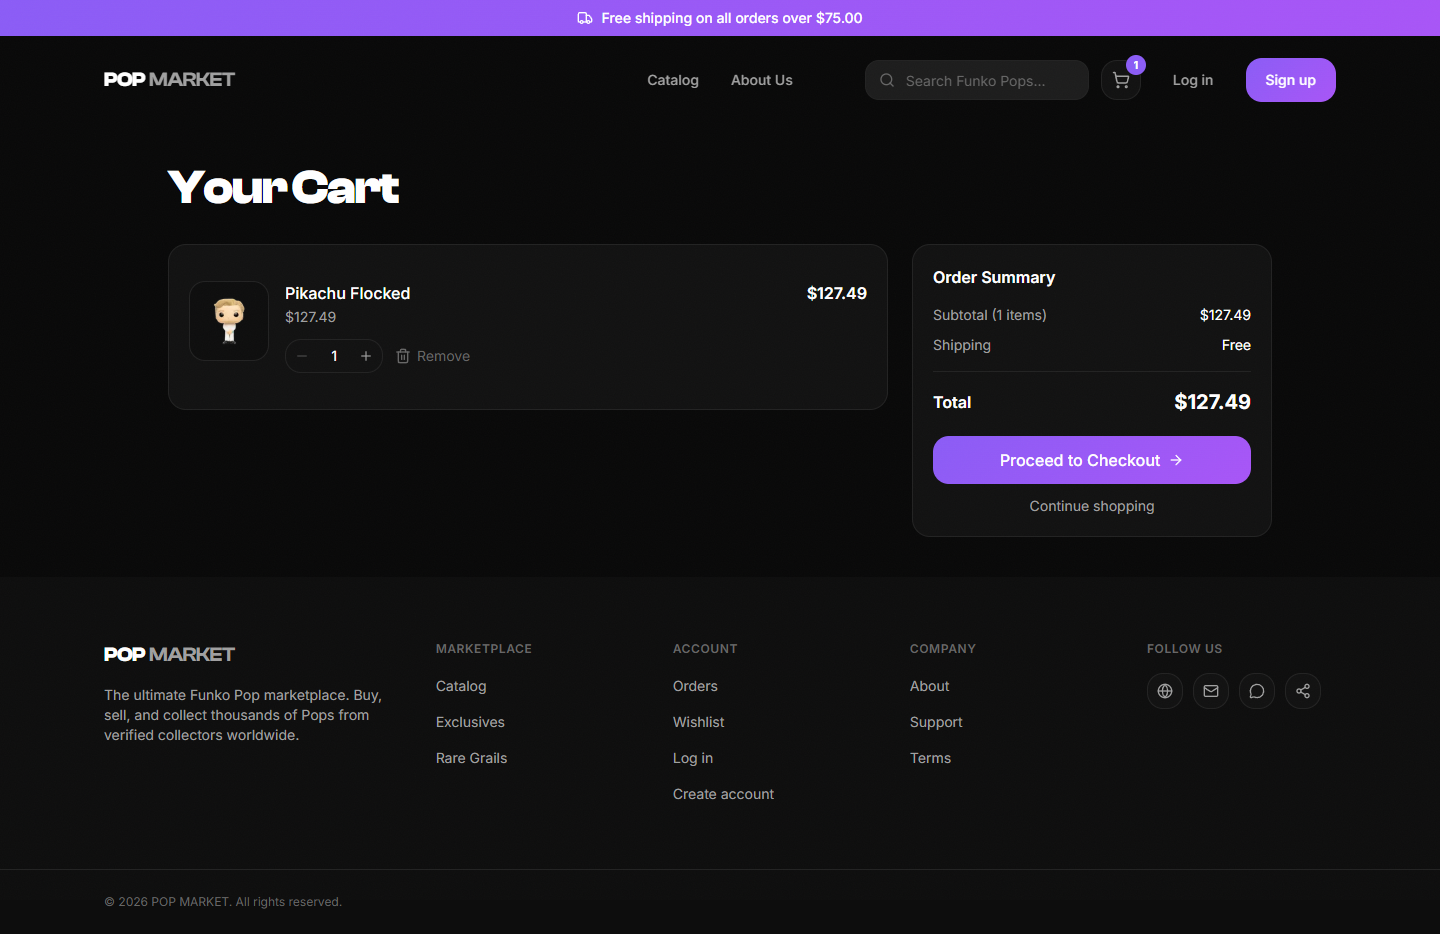 Free shipping on all orders over $75.00
POP MARKET
Catalog
About Us
Search Funko Pops...
1
Log in
Sign up
Your Cart
Pikachu Flocked
$127.49
$127.49
1
Remove
Order Summary
Subtotal (1 items)
$127.49
Shipping
Free
Total
$127.49
Proceed to Checkout
Continue shopping
POP MARKET
The ultimate Funko Pop marketplace. Buy,
sell, and collect thousands of Pops from
verified collectors worldwide.
MARKETPLACE
Catalog
Exclusives
Rare Grails
ACCOUNT
Orders
Wishlist
Log in
Create account
COMPANY
About
Support
Terms
FOLLOW US
© 2026 POP MARKET. All rights reserved.